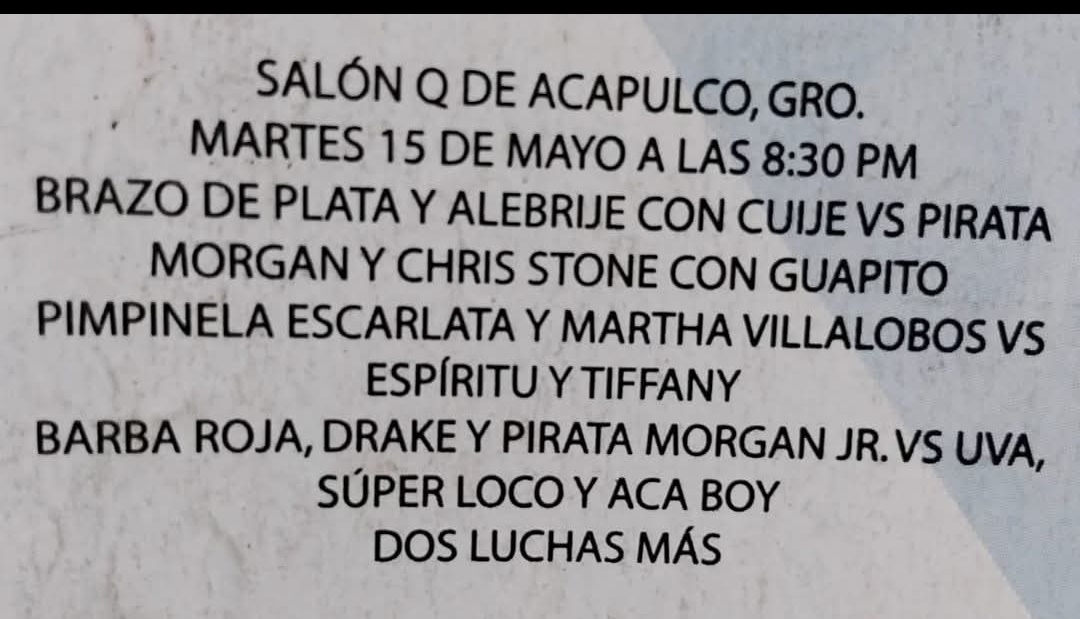 SALÓN Q DE ACAPULCO, GRO.
MARTES 15 DE MAYO A LAS 8:30 PM
BRAZO DE PLATA Y ALEBRIJE CON CUIJE VS PIRATA
MORGAN Y CHRIS STONE CON GUAPITO
PIMPINELA ESCARLATA Y MARTHA VILLALOBOS VS
ESPÍRITU Y TIFFANY
BARBA ROJA, DRAKE Y PIRATA MORGAN JR. VS UVA,
SÚPER LOCO Y ACA BOY
DOS LUCHAS MÁS